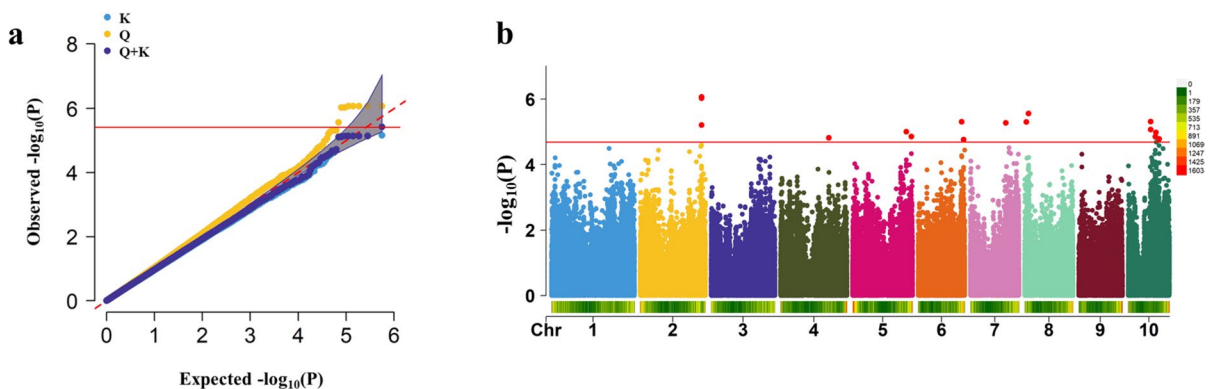 a
K
Q
Q+K
Observed -log10(P)
8
6
4
2
0
0 1 2 3 4 5 6
Expected -log10(P)
b
-log10(P)
6
4
2
0
Chr 1 2 3 4 5 6 7 8 9 10
0
1
179
357
535
713
891
1069
1247
1425
1603